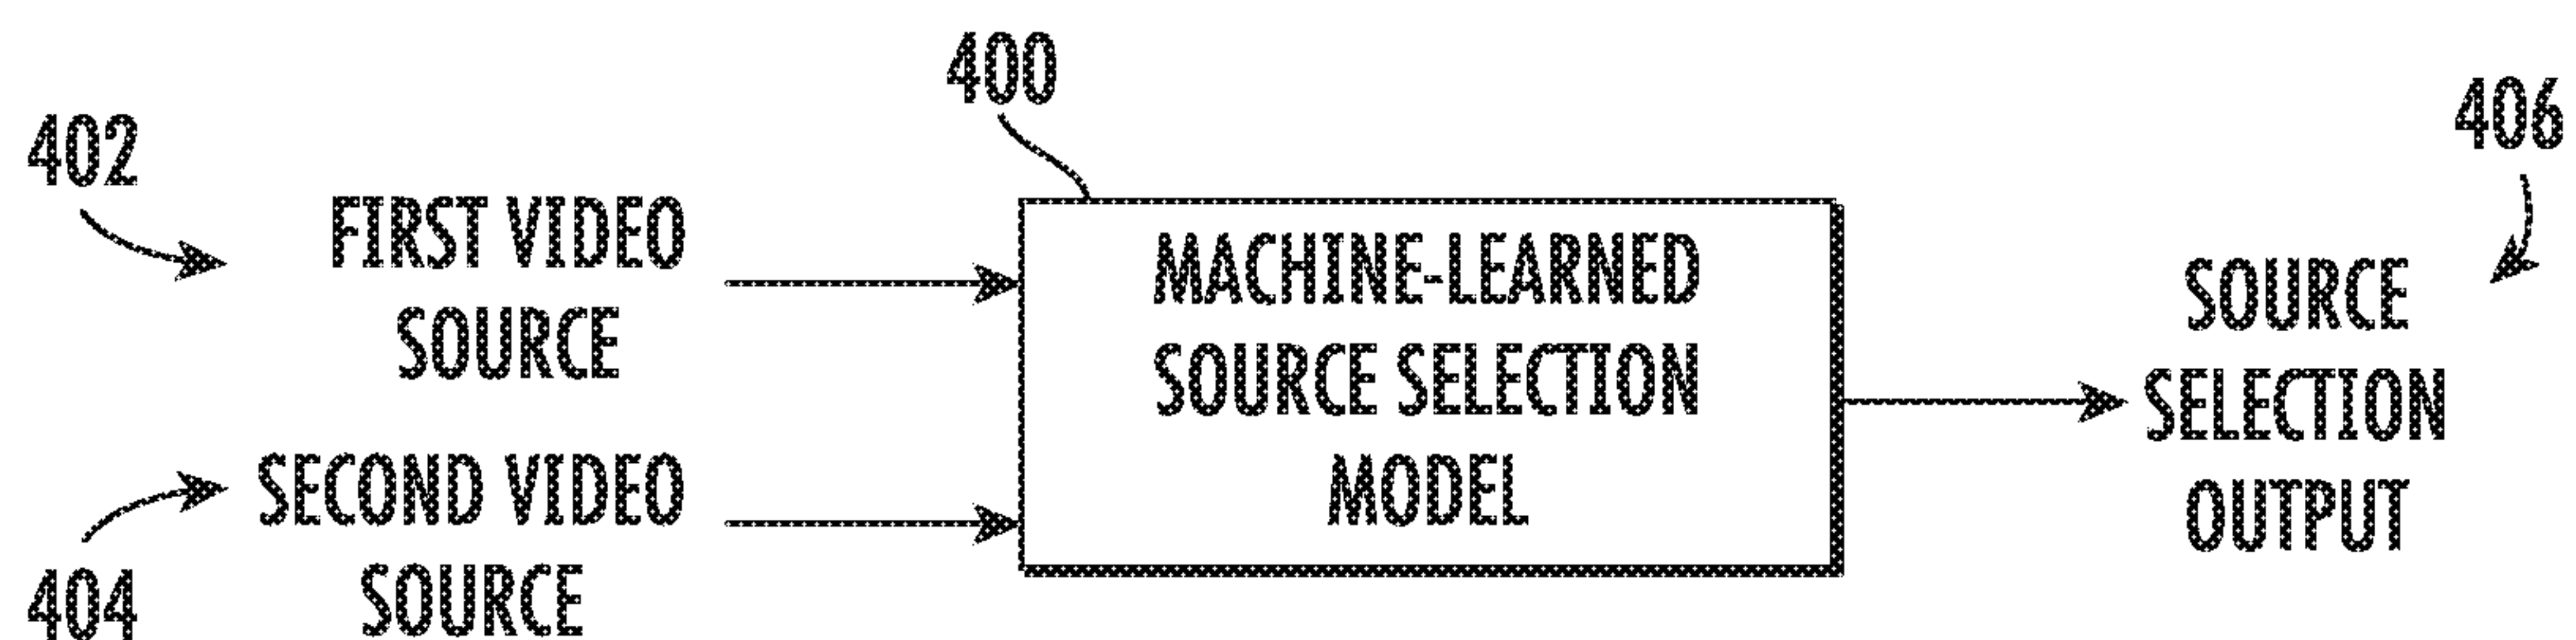 400
402
406
FIRST VIDEO
SOURCE
MACHINE-LEARNED
SOURCE SELECTION
MODEL
SOURCE
SELECTION
OUTPUT
SECOND VIDEO
SOURCE
404